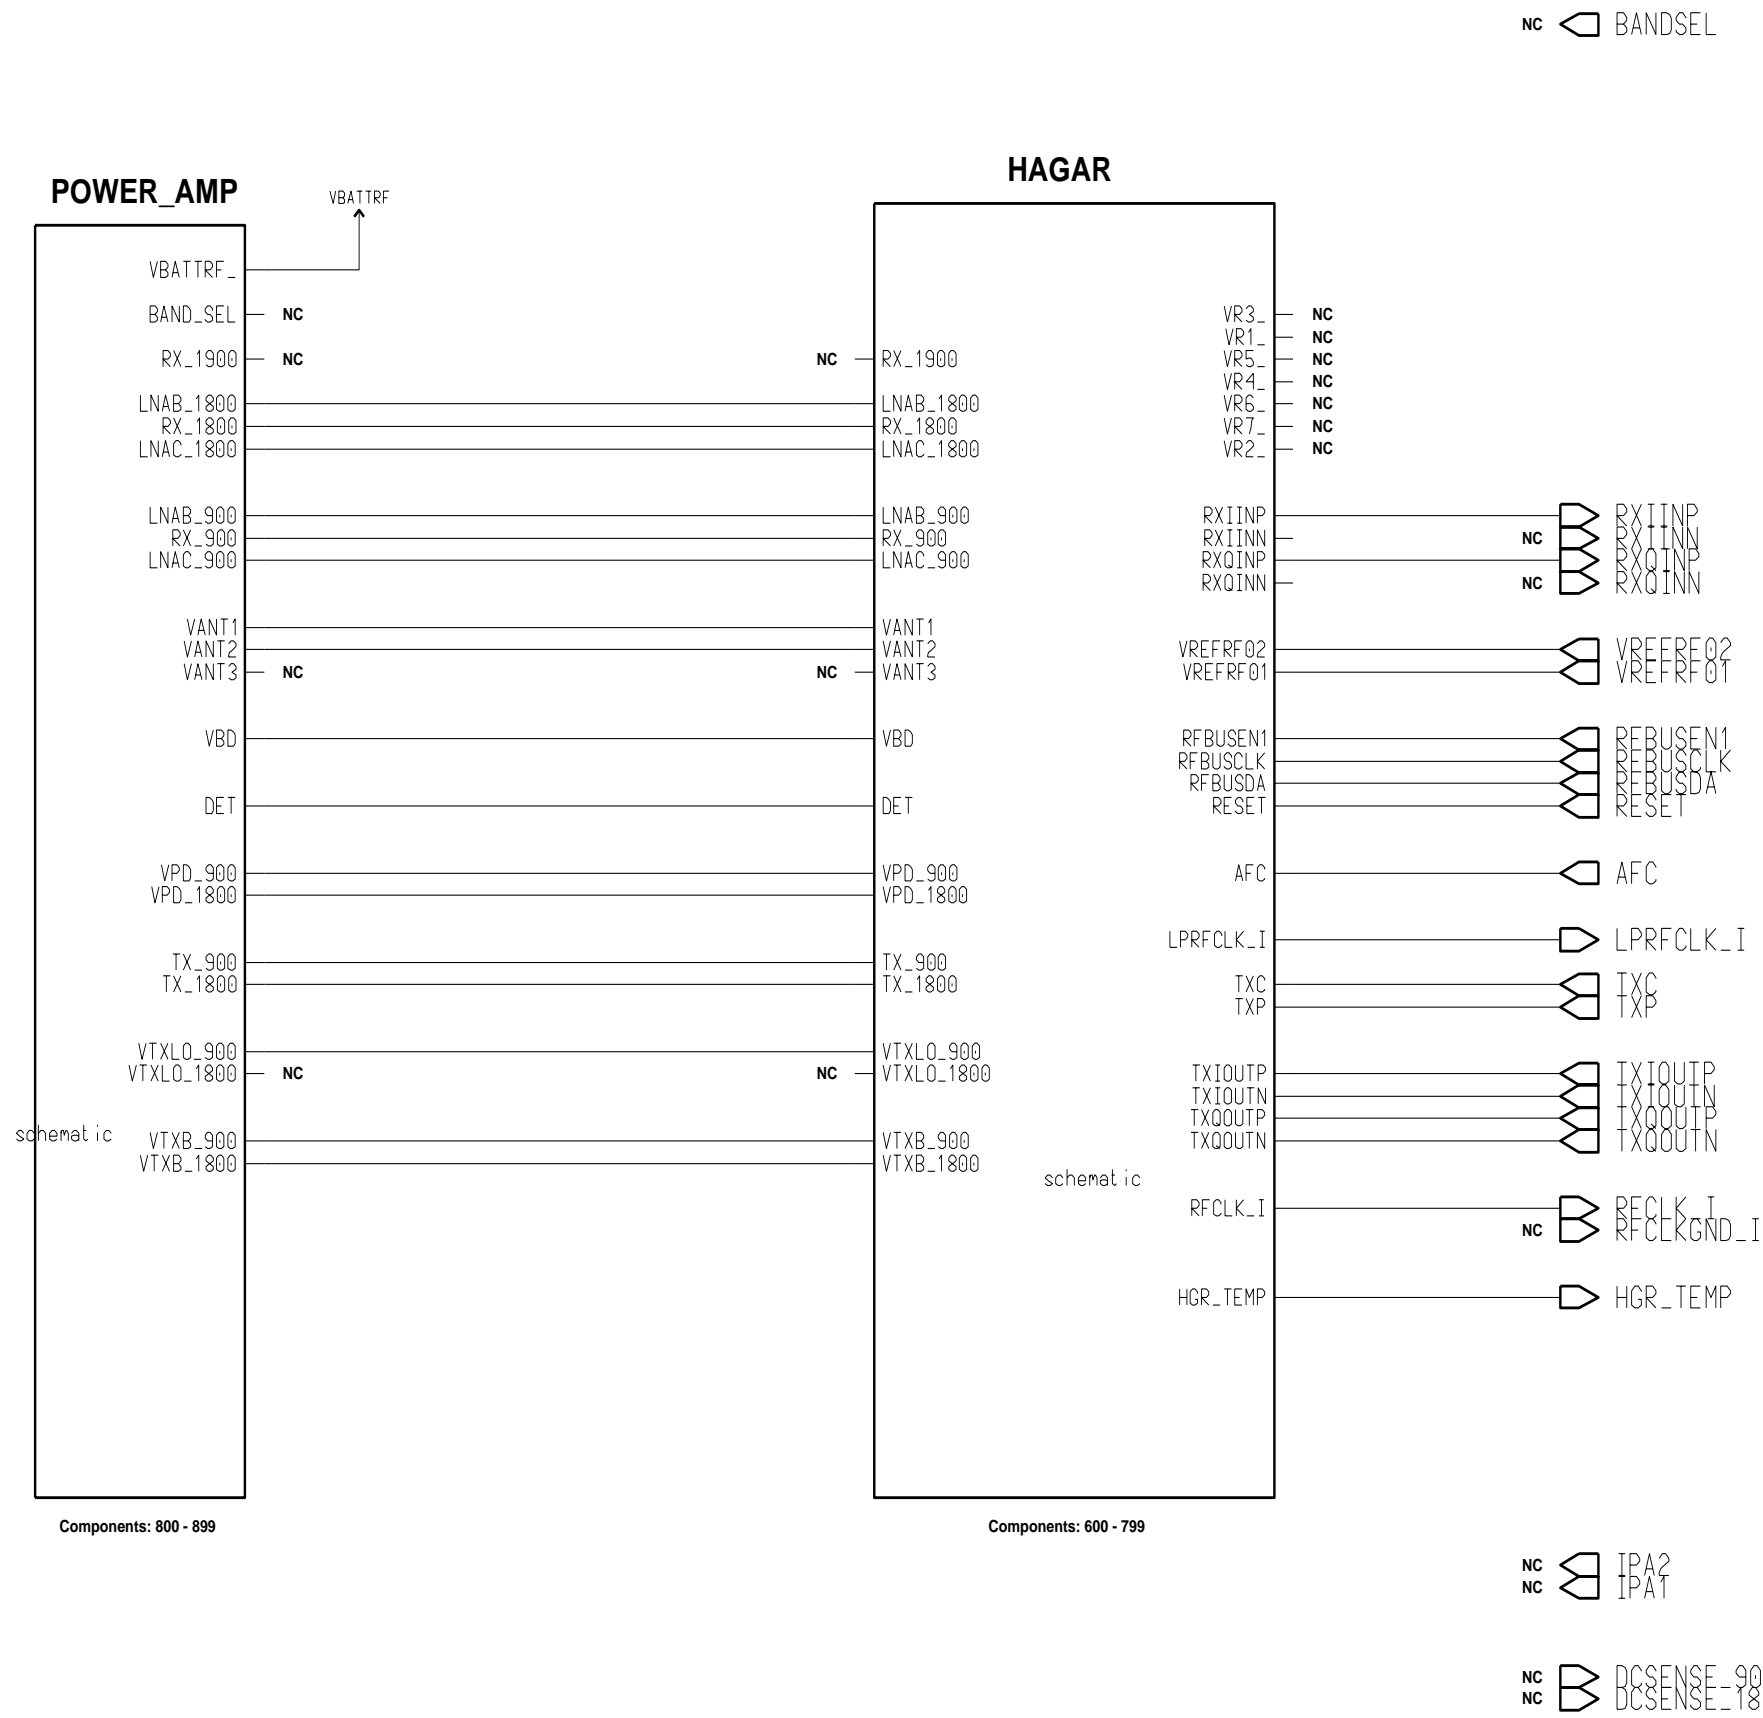 NC BANDSEL
HAGAR
POWER_AMP
VBATTRF
VBATTRF_
BAND_SEL NC
VR3_ NC
VR1_ NC
RX_1900 NC NC RX_1900 VR5_ NC
VR4_ NC
LNAB_1800 LNAB_1800 VR6_ NC
RX_1800 RX_1800 VR7_ NC
LNAC_1800 LNAC_1800 VR2_ NC
LNAB_900 LNAB_900 RXIINP RXIINP
RX_900 RX_900 RXIINN NC RXIINN
LNAC_900 LNAC_900 RXQINP RXQINP
RXQINN NC RXQINN
VANT1 VANT1
VANT2 VANT2 VREFRF02 VREFRF02
VANT3 NC NC VANT3 VREFRF01 VREFRF01
VBD VBD RFBUSEN1 RFBUSEN1
RFBUSCLK RFBUSCLK
RFBUSDA RFBUSDA
DET DET RESET RESET
VPD_900 VPD_900 AFC AFC
VPD_1800 VPD_1800
LPRFCLK_I LPRFCLK_I
TX_900 TX_900
TX_1800 TX_1800 TXC TXC
TXP TXP
VTXLO_900 VTXLO_900
VTXLO_1800 NC NC VTXLO_1800 TXIOUTP TXIOUTP
TXIOUTN TXIOUTN
TXQOUTP TXQOUTP
schematic
VTXB_900 VTXB_900 TXQOUTN TXQOUTN
VTXB_1800 VTXB_1800
schematic
RFCLK_I RFCLK_I
NC RFCLKGND_I
HGR_TEMP HGR_TEMP
Components: 800 - 899 Components: 600 - 799
NC IPA2
NC IPA1
NC DCSENSE_90
NC DCSENSE_18